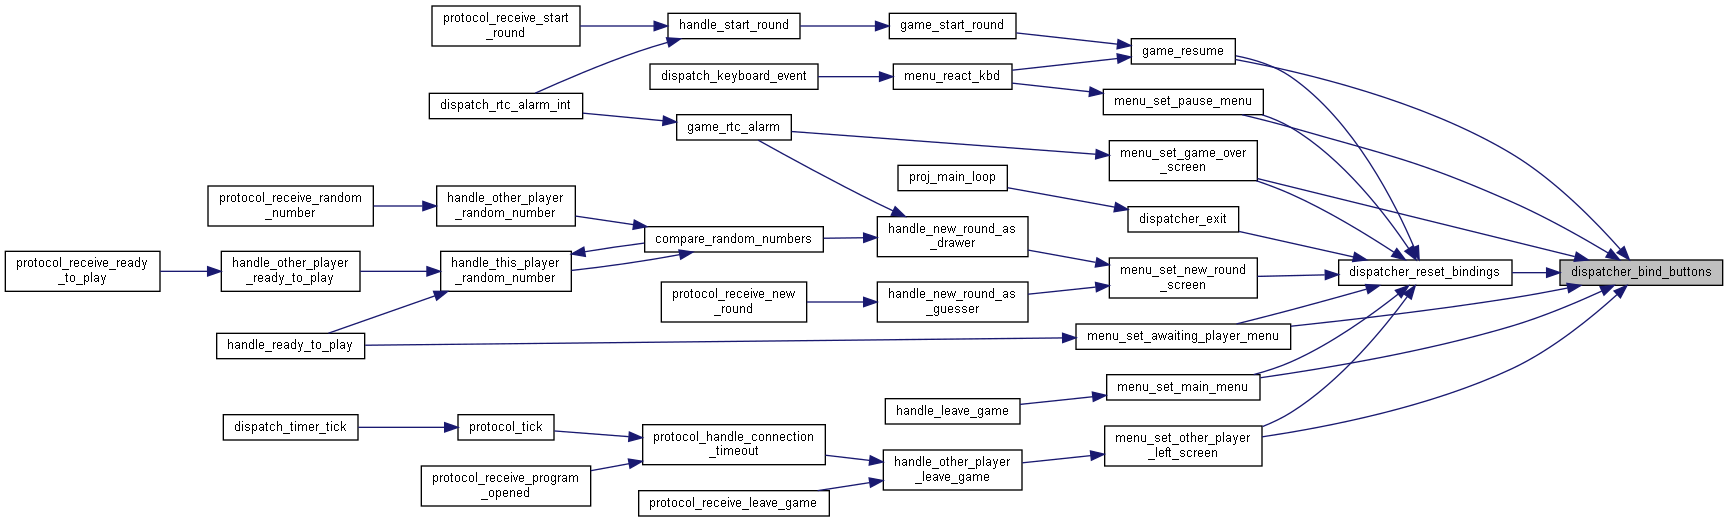 protocol_receive_start
_round
handle_start_round
game_start_round
game_resume
dispatch_keyboard_event
menu_react_kbd
dispatch_rtc_alarm_int
menu_set_pause_menu
game_rtc_alarm
menu_set_game_over
_screen
proj_main_loop
protocol_receive_random
_number
handle_other_player
_random_number
dispatcher_exit
handle_new_round_as
_drawer
compare_random_numbers
protocol_receive_ready
_to_play
handle_other_player
_ready_to_play
handle_this_player
_random_number
menu_set_new_round
_screen
dispatcher_reset_bindings
dispatcher_bind_buttons
protocol_receive_new
_round
handle_new_round_as
_guesser
handle_ready_to_play
menu_set_awaiting_player_menu
menu_set_main_menu
handle_leave_game
dispatch_timer_tick
protocol_tick
protocol_handle_connection
_timeout
menu_set_other_player
_left_screen
handle_other_player
_leave_game
protocol_receive_program
_opened
protocol_receive_leave_game